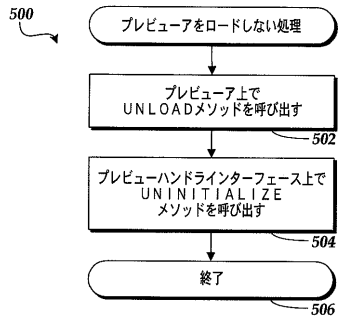 500
プレビューアをロードしない処理
プレビューア上で
UNLOADメソッドを呼び出す
502
プレビューハンドラインターフェース上で
UNINITIALIZE
メソッドを呼び出す
504
終了
506